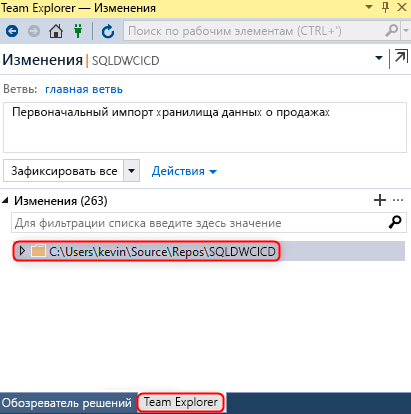 Team Explorer — Изменения
Поиск по рабочим элементам (CTRL+')
Изменения | SQLDWCICD
Ветвь: главная ветвь
Первоначальный импорт хранилища данных о продажах
Зафиксировать все Действия
Изменения (263)
Для фильтрации списка введите здесь значение
C:\Users\kevin\Source\Repos\SQLDWCICD
Обозреватель решений Team Explorer